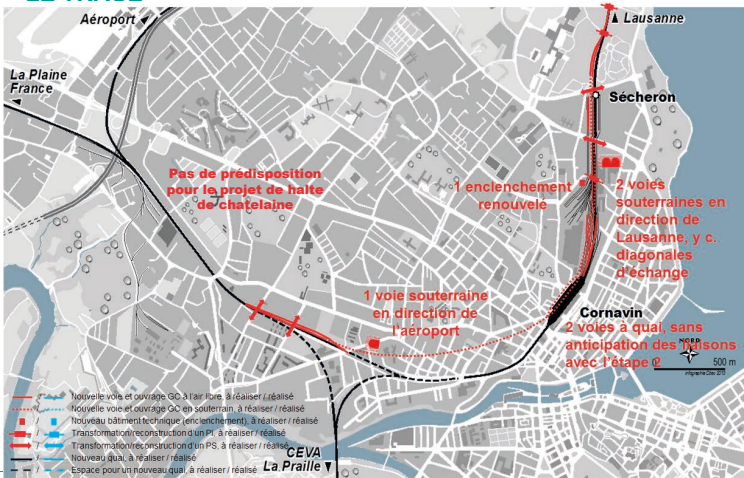 LE TRACÉ
Aéroport
Lausanne
La Plaine
France
Sécheron
Pas de prédisposition
pour le projet de halte
de chatelaine
1 enclenchement
renouvelé
2 voies
souterraines en
direction de
Lausanne, y c.
diagonales
d'échange
1 voie souterraine
en direction de
l'aéroport
Cornavin
2 voies à quai, sans
anticipation des liaisons
avec l'étape 2
NORD
500 m
Nouvelle voie et ouvrage GC à l'air libre, à réaliser / réalisé
Nouvelle voie et ouvrage GC en souterrain, à réaliser / réalisé
Nouveau bâtiment technique (enclenchement), à réaliser / réalisé
Transformation/reconstruction d'un PI, à réaliser / réalisé
Transformation/reconstruction d'un PS, à réaliser / réalisé
Nouveau quai, à réaliser / réalisé
Espace pour un nouveau quai, à réaliser / réalisé
CEVA
La Praille